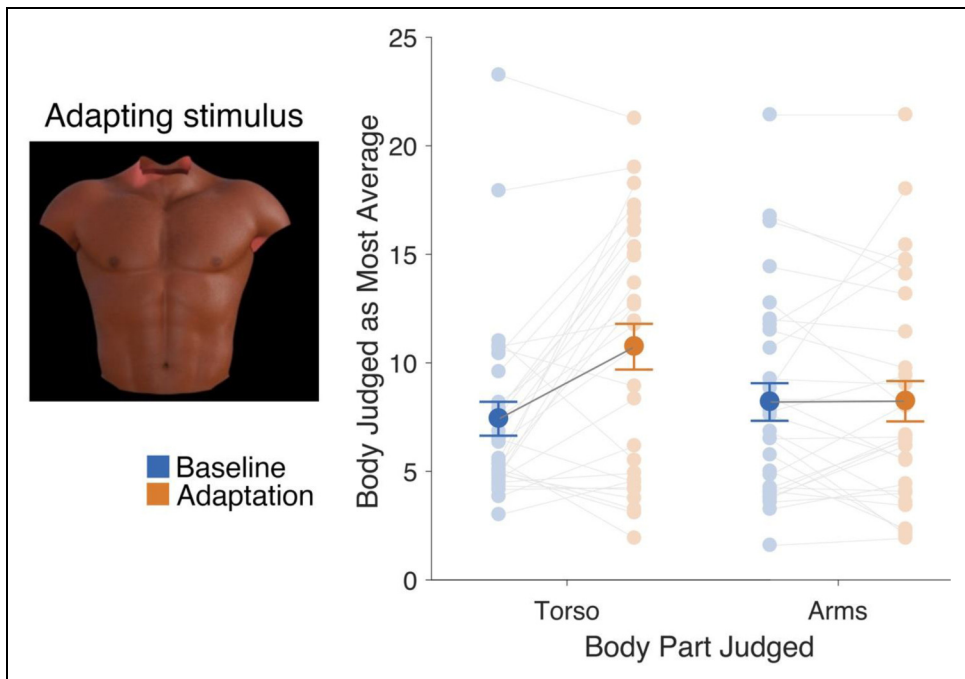 Adapting stimulus
Baseline
Adaptation
Body Judged as Most Average
25
20
15
10
5
0
Torso
Arms
Body Part Judged